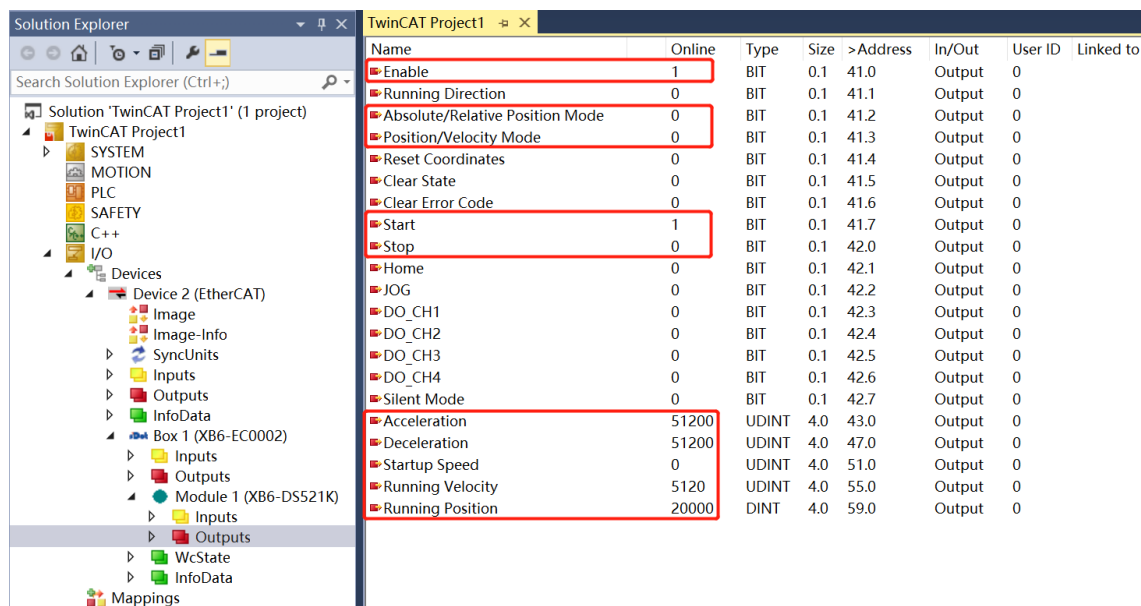 Solution Explorer
Search Solution Explorer (Ctrl+;)
Solution 'TwinCAT Project1' (1 project)
TwinCAT Project1
SYSTEM
MOTION
PLC
SAFETY
C++
I/O
Devices
Device 2 (EtherCAT)
Image
Image-Info
SyncUnits
Inputs
Outputs
InfoData
Box 1 (XB6-EC0002)
Inputs
Outputs
Module 1 (XB6-DS521K)
Inputs
Outputs
WcState
InfoData
Mappings
TwinCAT Project1
Name Online Type Size >Address In/Out User ID Linked to
Enable 1 BIT 0.1 41.0 Output 0
Running Direction 0 BIT 0.1 41.1 Output 0
Absolute/Relative Position Mode 0 BIT 0.1 41.2 Output 0
Position/Velocity Mode 0 BIT 0.1 41.3 Output 0
Reset Coordinates 0 BIT 0.1 41.4 Output 0
Clear State 0 BIT 0.1 41.5 Output 0
Clear Error Code 0 BIT 0.1 41.6 Output 0
Start 1 BIT 0.1 41.7 Output 0
Stop 0 BIT 0.1 42.0 Output 0
Home 0 BIT 0.1 42.1 Output 0
JOG 0 BIT 0.1 42.2 Output 0
DO_CH1 0 BIT 0.1 42.3 Output 0
DO_CH2 0 BIT 0.1 42.4 Output 0
DO_CH3 0 BIT 0.1 42.5 Output 0
DO_CH4 0 BIT 0.1 42.6 Output 0
Silent Mode 0 BIT 0.1 42.7 Output 0
Acceleration 51200 UDINT 4.0 43.0 Output 0
Deceleration 51200 UDINT 4.0 47.0 Output 0
Startup Speed 0 UDINT 4.0 51.0 Output 0
Running Velocity 5120 UDINT 4.0 55.0 Output 0
Running Position 20000 DINT 4.0 59.0 Output 0